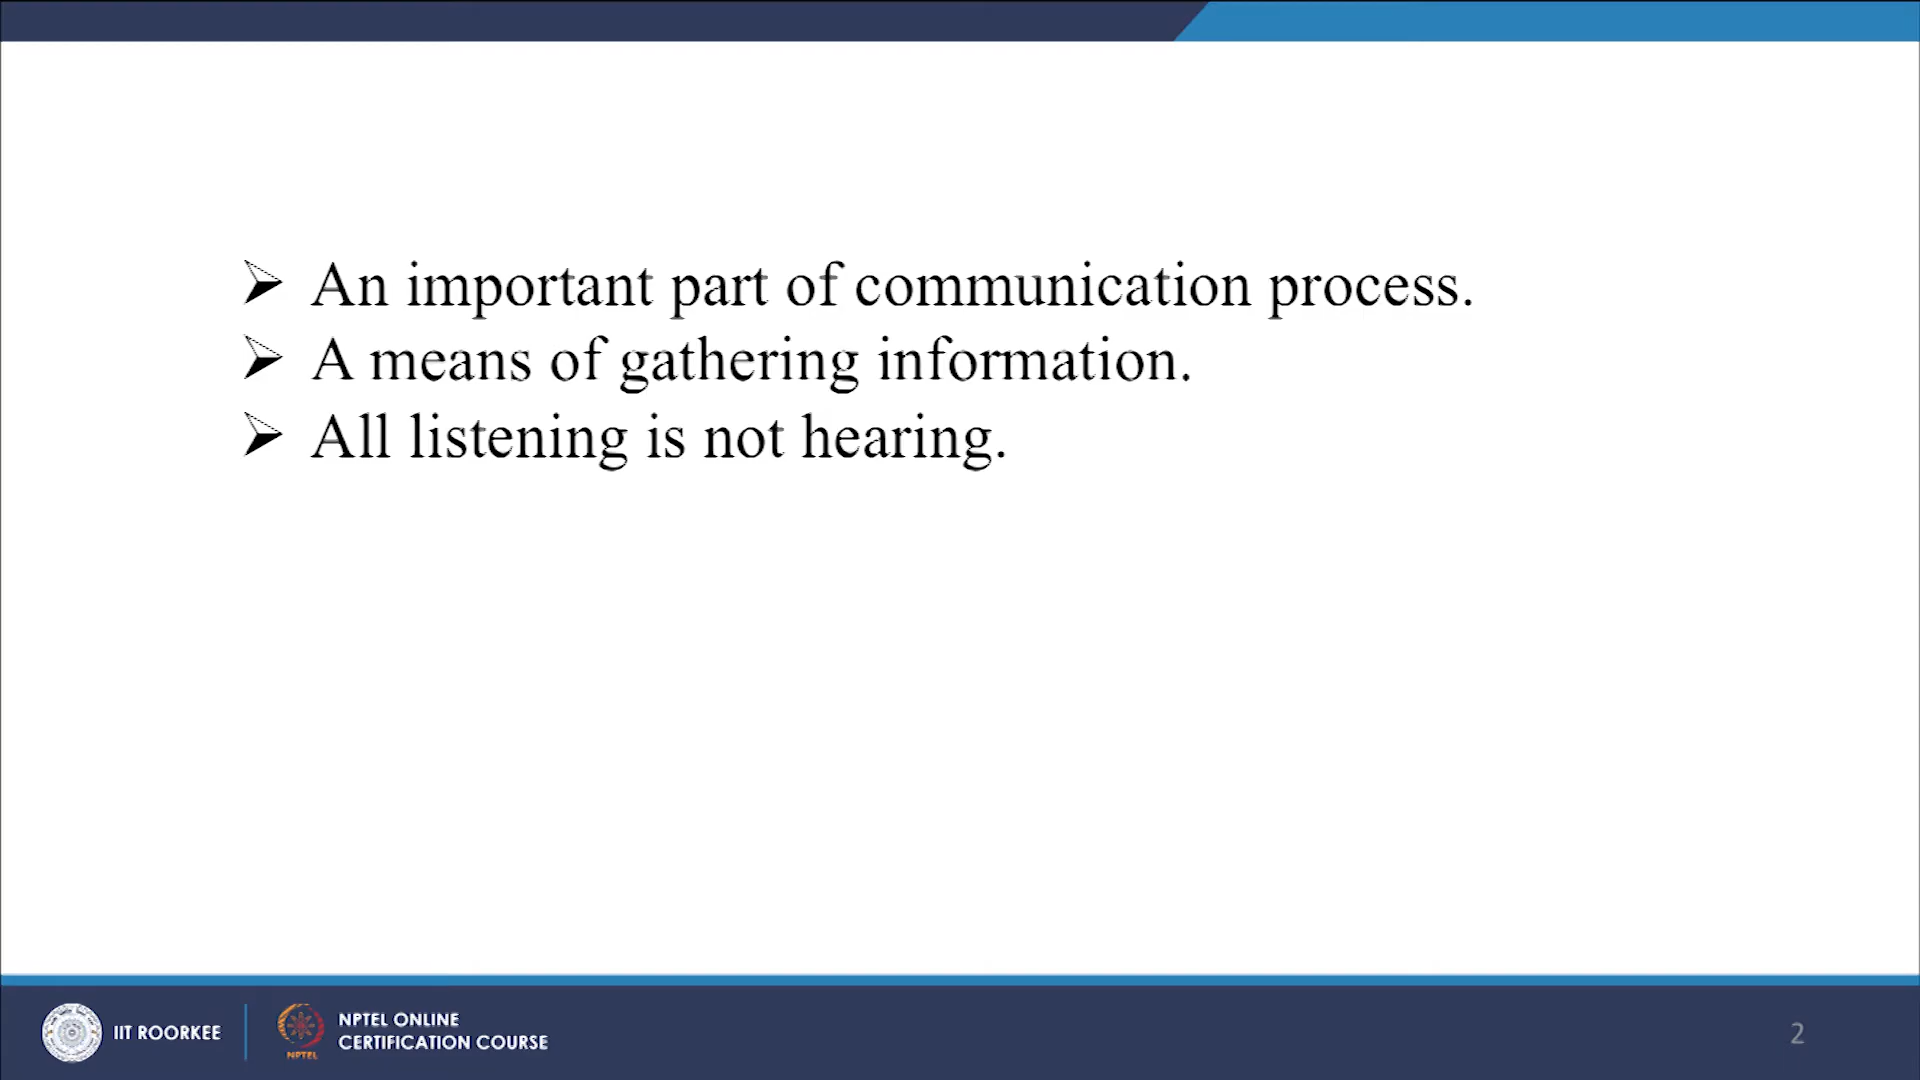 An important part of communication process.
A means of gathering information.
All listening is not hearing.
IIT ROORKEE
NPTEL
NPTEL ONLINE
CERTIFICATION COURSE
2